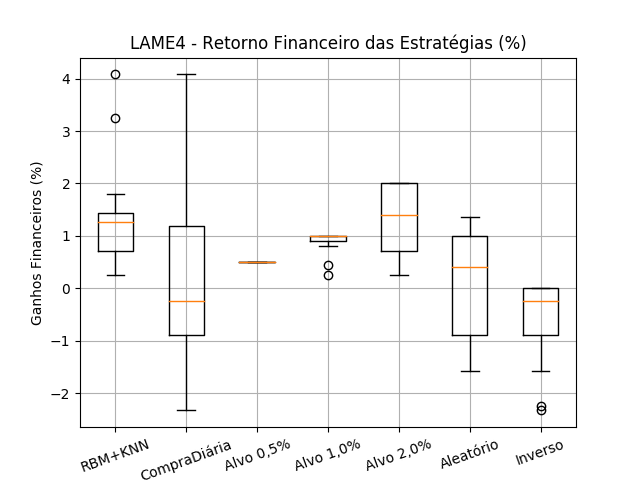 LAME4 - Retorno Financeiro das Estratégias (%)
Ganhos Financeiros (%)
4
3
2
1
0
−1
−2
RBM+KNN
CompraDiária
Alvo 0,5%
Alvo 1,0%
Alvo 2,0%
Aleatório
Inverso